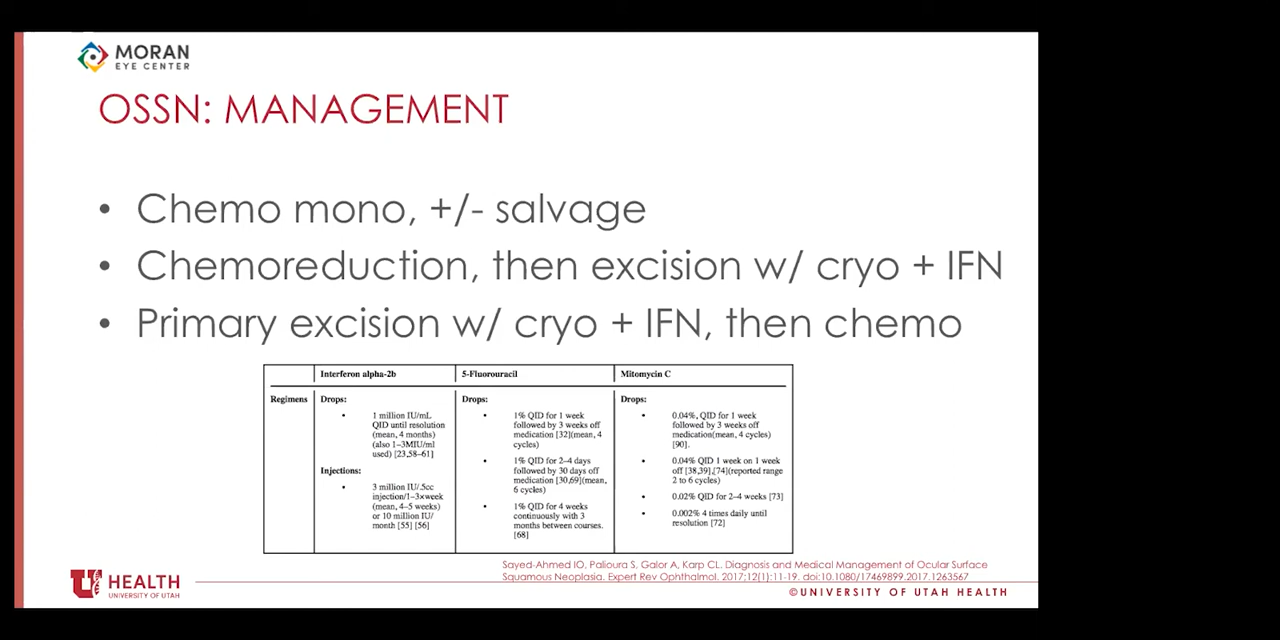 MORAN
EYE CENTER
OSSN: MANAGEMENT
• Chemo mono, +/- salvage
• Chemoreduction, then excision w/ cryo + IFN
• Primary excision w/ cryo + IFN, then chemo
Interferon alpha-2b
5-Fluorouracil
Mitomycin C
Regimens
Drops:
• 1 million IU/mL
QID until resolution
(mean, 4 months)
(also 1–3MIU/ml
used) [23,58–61]
Injections:
• 3 million IU/.5cc
injection/1–3×week
(mean, 4–5 weeks)
or 10 million IU/
month [55] [56]
Drops:
• 1% QID for 1 week
followed by 3 weeks off
medication [32](mean, 4
cycles)
• 1% QID for 2–4 days
followed by 30 days off
medication [30,69](mean,
6 cycles)
• 1% QID for 4 weeks
continuously with 3
months between courses.
[68]
Drops:
• 0.04%, QID for 1 week
followed by 3 weeks off
medication(mean, 4 cycles)
[90].
• 0.04% QID 1 week on 1 week
off [38,39],[74](reported range
2 to 6 cycles)
• 0.02% QID for 2–4 weeks [73]
• 0.002% 4 times daily until
resolution [72]
Sayed-Ahmed IO, Palioura S, Galor A, Karp CL. Diagnosis and Medical Management of Ocular Surface
Squamous Neoplasia. Expert Rev Ophthalmol. 2017;12(1):11-19. doi:10.1080/17469899.2017.1263567
U HEALTH
UNIVERSITY OF UTAH
©UNIVERSITY OF UTAH HEALTH